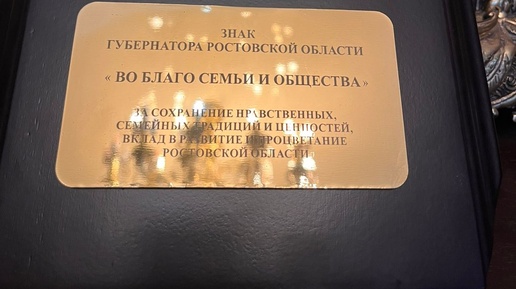 ЗНАК
ГУБЕРНАТОРА РОСТОВСКОЙ ОБЛАСТИ
« ВО БЛАГО СЕМЬИ И ОБЩЕСТВА»
ЗА СОХРАНЕНИЕ НРАВСТВЕННЫХ,
СЕМЕЙНЫХ ТРАДИЦИЙ И ЦЕННОСТЕЙ,
ВКЛАД В РАЗВИТИЕ И ПРОЦВЕТАНИЕ
РОСТОВСКОЙ ОБЛАСТИ